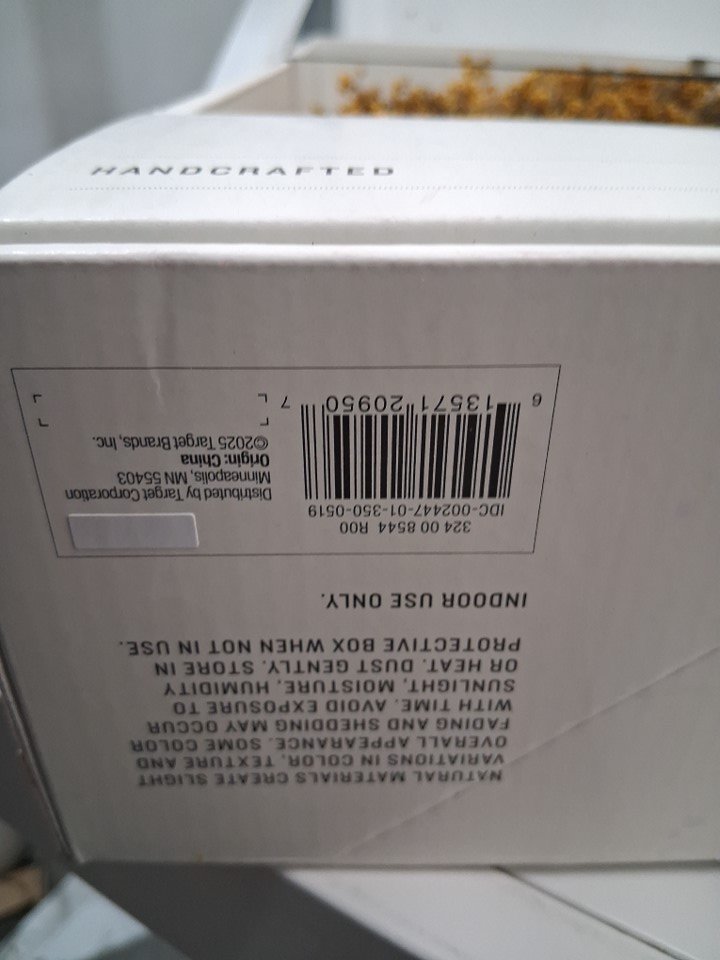 HANDCRAFTED
NATURAL MATERIALS CREATE SLIGHT
VARIATIONS IN COLOR, TEXTURE AND
OVERALL APPEARANCE. SOME COLOR
FADING AND SHEDDING MAY OCCUR
WITH TIME. AVOID EXPOSURE TO
SUNLIGHT, MOISTURE, HUMIDITY
OR HEAT. DUST GENTLY. STORE IN
PROTECTIVE BOX WHEN NOT IN USE.
INDOOR USE ONLY.
324 00 8544 R00
IDC-002447-01-350-0519
6 13571 20950 7
Distributed by Target Corporation
Minneapolis, MN 55403
Origin: China
©2025 Target Brands, Inc.